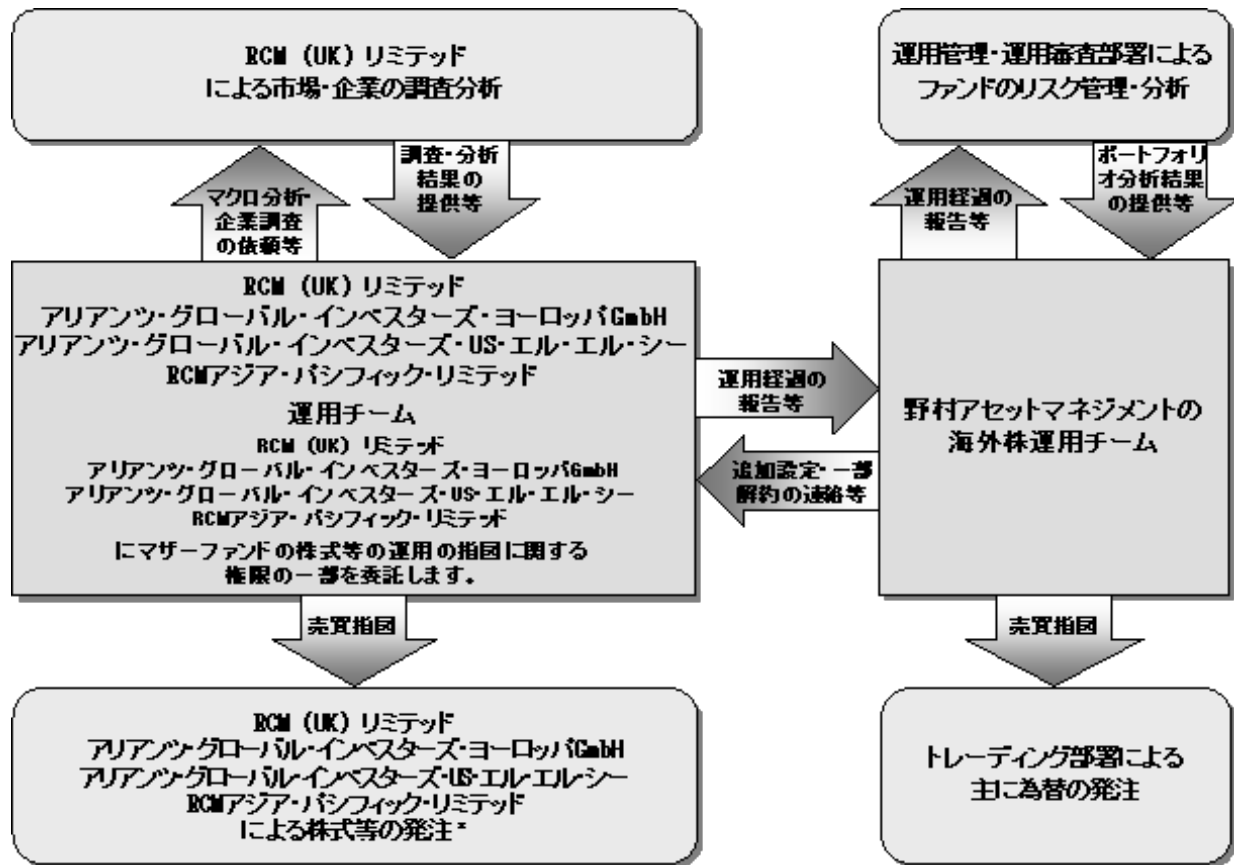 RCM (UK) リミテッド
による市場・企業の調査分析
運用管理・運用審査部署による
ファンドのリスク管理・分析
マクロ分析・
企業調査
の依頼等
調査・分析
結果の
提供等
運用経過の
報告等
ポートフォリ
オ分析結果
の提供等
RCM (UK) リミテッド
アリアンツ・グローバル・インベスターズ・ヨーロッパGmbH
アリアンツ・グローバル・インベスターズ・US・エル・エル・シー
RCMアジア・パシフィック・リミテッド
運用チーム
RCM (UK) リミテッド
アリアンツ・グローバル・インベスターズ・ヨーロッパGmbH
アリアンツ・グローバル・インベスターズ・US・エル・エル・シー
RCMアジア・パシフィック・リミテッド
にマザーファンドの株式等の運用の指図に関する
権限の一部を委託します。
運用経過の
報告等
追加設定・一部
解約の連絡等
野村アセットマネジメントの
海外株運用チーム
売買指図
売買指図
RCM (UK) リミテッド
アリアンツ・グローバル・インベスターズ・ヨーロッパGmbH
アリアンツ・グローバル・インベスターズ・US・エル・エル・シー
RCMアジア・パシフィック・リミテッド
による株式等の発注*
トレーディング部署による
主に為替の発注